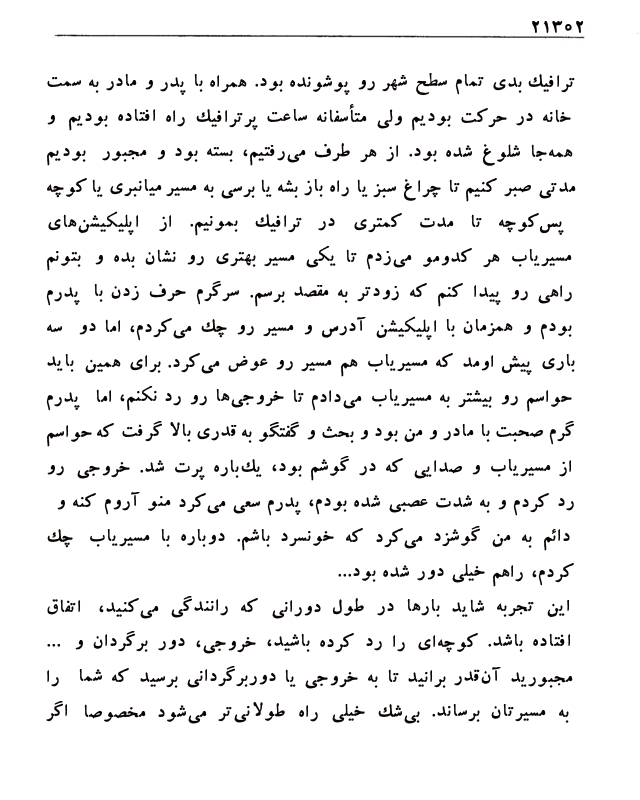 ۲۱۳۰۲
ترافیك بدی تمام سطح شهر رو پوشونده بود. همراه با پدر و مادر به سمت
خانه در حرکت بودیم ولی متأسفانه ساعت پرترافیك راه افتاده بودیم و
همه‌جا شلوغ شده بود. از هر طرف می‌رفتیم، بسته بود و مجبور بودیم
مدتی صبر کنیم تا چراغ سبز یا راه باز بشه یا برسی به مسیر میانبری یا کوچه
پس‌کوچه تا مدت کمتری در ترافیك بمونیم. از اپلیکیشن‌های
مسیریاب هر کدومو می‌زدم تا یکی مسیر بهتری رو نشان بده و بتونم
راهی رو پیدا کنم که زودتر به مقصد برسم. سرگرم حرف زدن با پدرم
بودم و همزمان با اپلیکیشن آدرس و مسیر رو چك می‌کردم، اما دو سه
باری پیش اومد که مسیریاب هم مسیر رو عوض می‌کرد. برای همین باید
حواسم رو بیشتر به مسیریاب می‌دادم تا خروجی‌ها رو رد نکنم، اما پدرم
گرم صحبت با مادر و من بود و بحث و گفتگو به قدری بالا گرفت که حواسم
از مسیریاب و صدایی که در گوشم بود، یك‌باره پرت شد. خروجی رو
رد کردم و به شدت عصبی شده بودم، پدرم سعی می‌کرد منو آروم کنه و
دائم به من گوشزد می‌کرد که خونسرد باشم. دوباره با مسیریاب چك
کردم، راهم خیلی دور شده بود...
این تجربه شاید بارها در طول دورانی که رانندگی می‌کنید، اتفاق
افتاده باشد. کوچه‌ای را رد کرده باشید، خروجی، دور برگردان و ...
مجبورید آن‌قدر برانید تا به خروجی یا دوربرگردانی برسید که شما را
به مسیرتان برساند. بی‌شك خیلی راه طولانی‌تر می‌شود مخصوصا اگر